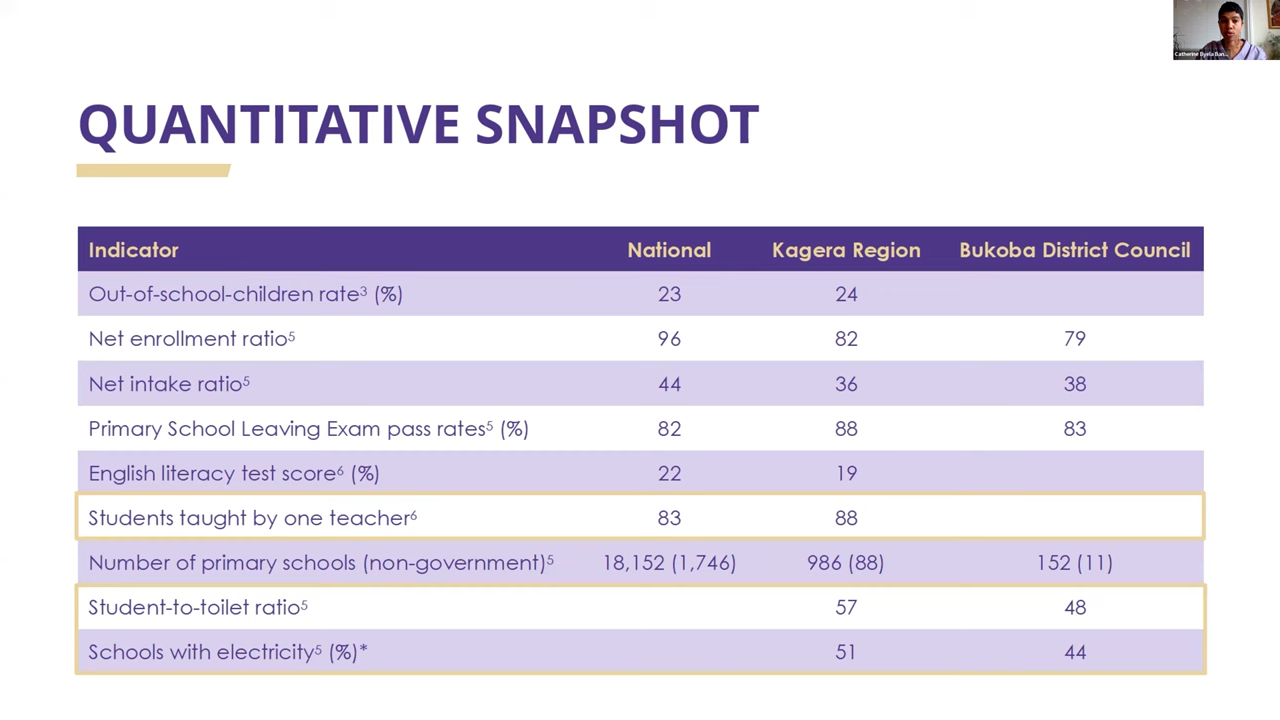 Catherine Byela Ban...
QUANTITATIVE SNAPSHOT
Indicator National Kagera Region Bukoba District Council
Out-of-school-children rate³ (%) 23 24
Net enrollment ratio⁵ 96 82 79
Net intake ratio⁵ 44 36 38
Primary School Leaving Exam pass rates⁵ (%) 82 88 83
English literacy test score⁶ (%) 22 19
Students taught by one teacher⁶ 83 88
Number of primary schools (non-government)⁵ 18,152 (1,746) 986 (88) 152 (11)
Student-to-toilet ratio⁵ 57 48
Schools with electricity⁵ (%)* 51 44